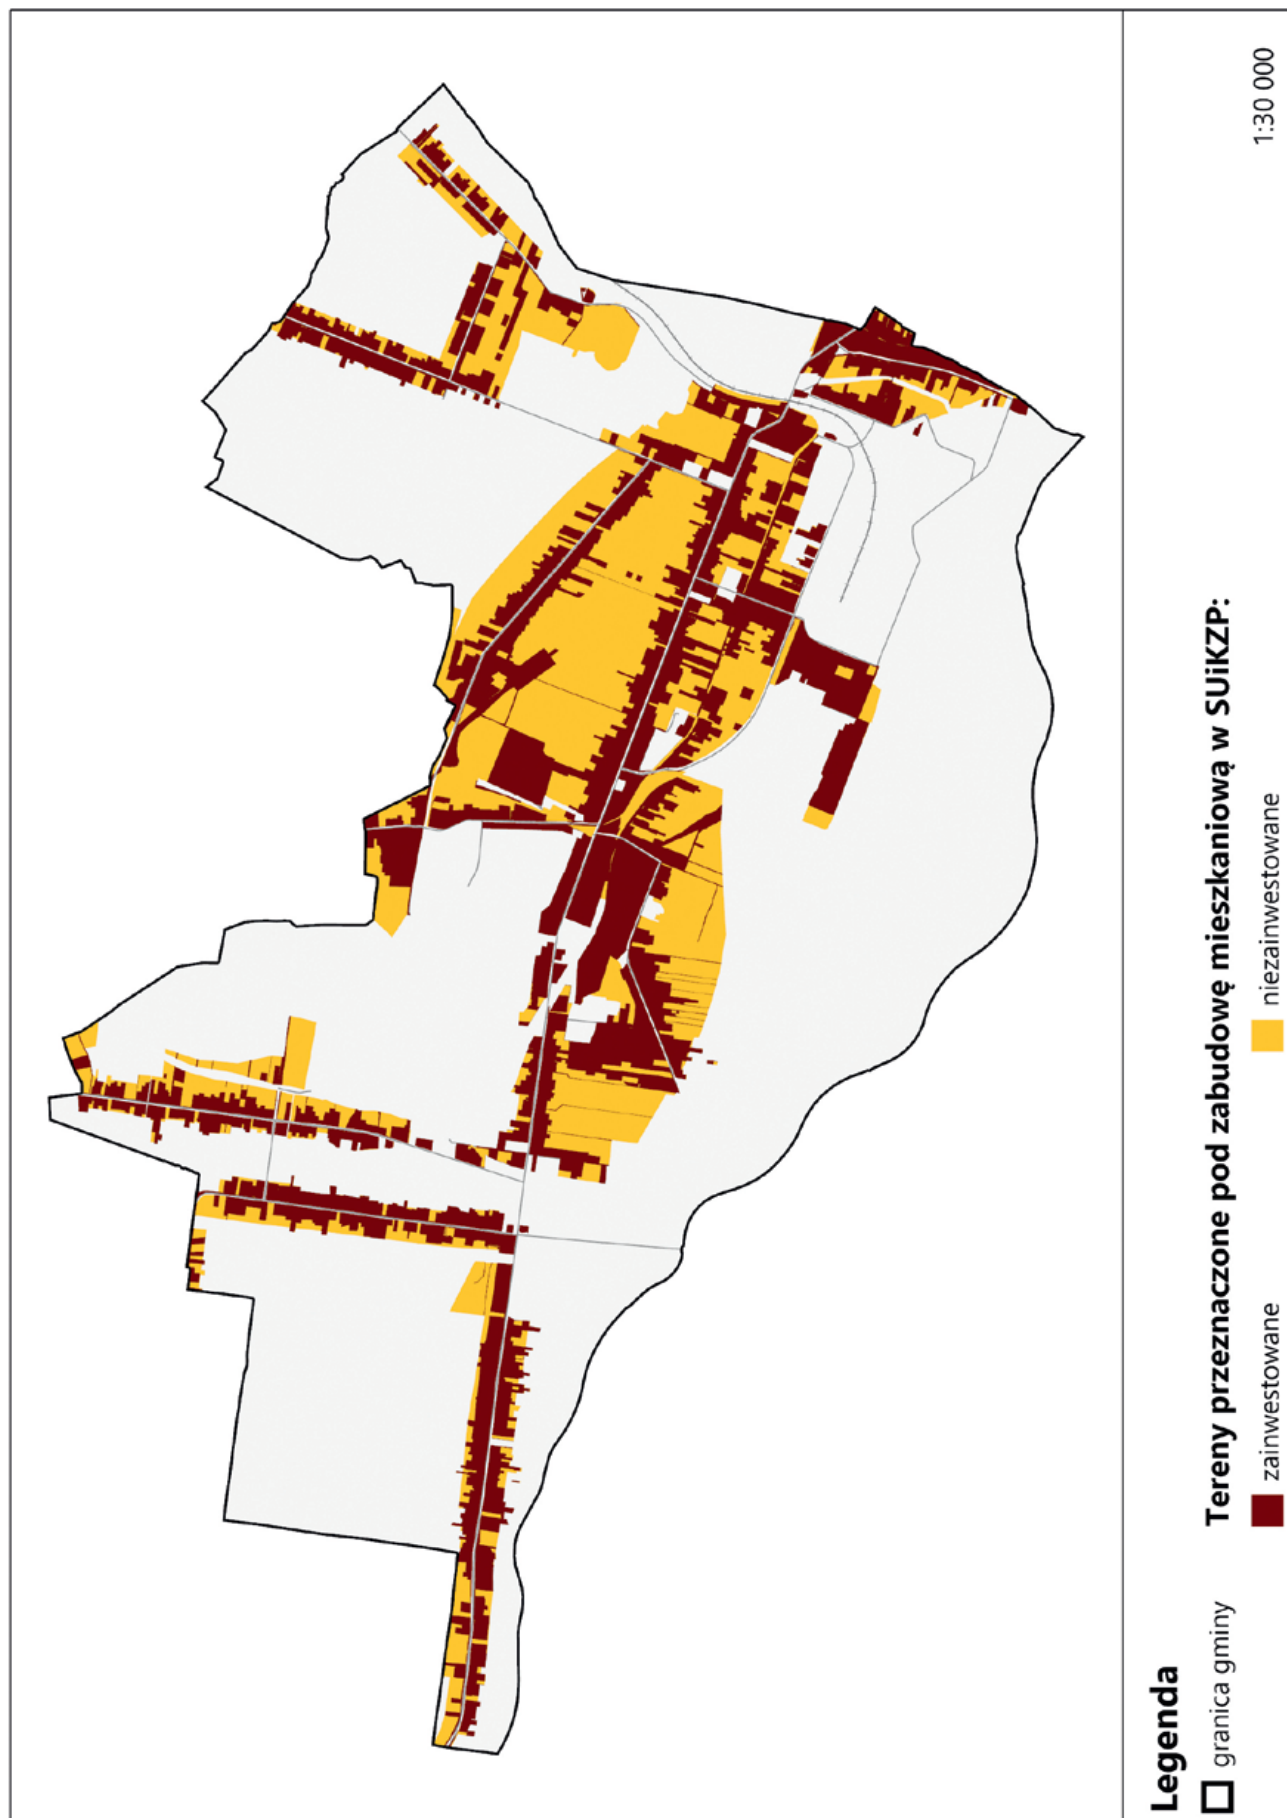 Legenda
granica gminy
Tereny przeznaczone pod zabudowę mieszkaniową w SUiKZP:
zainwestowane
niezainwestowane
1:30 000